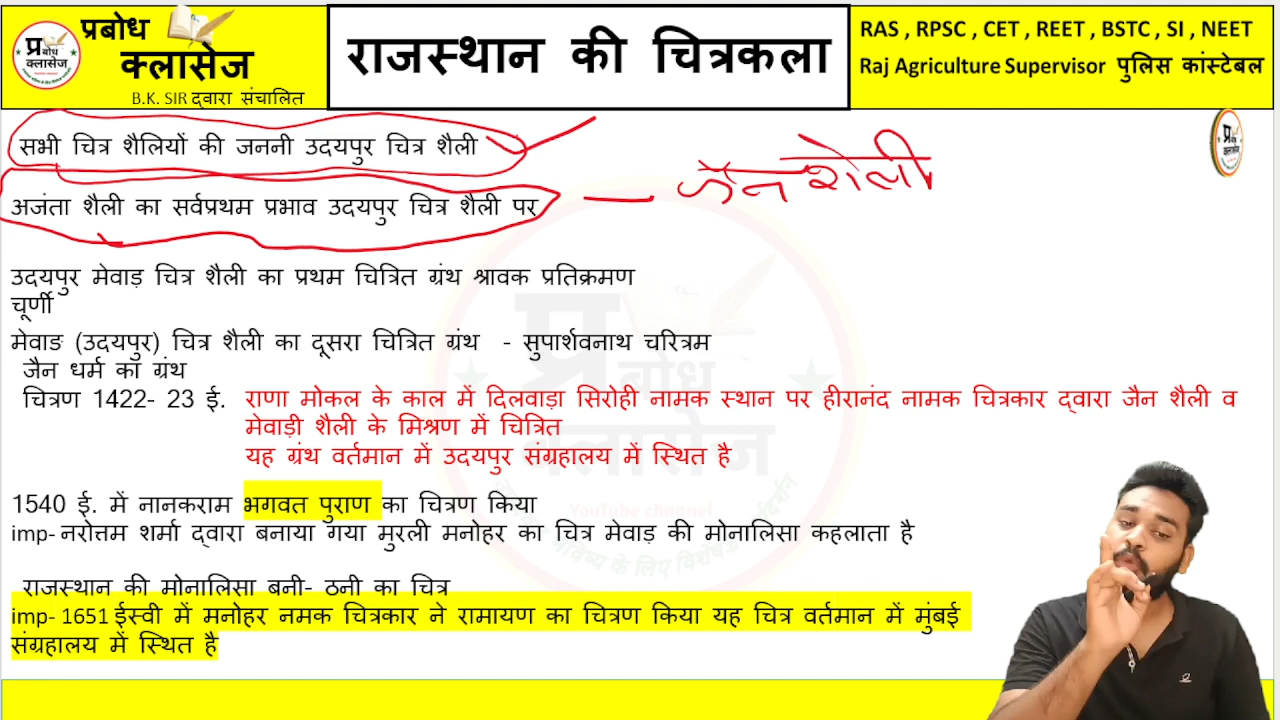 प्रबोध
क्लासेज
B.K. SIR द्वारा संचालित
राजस्थान की चित्रकला
RAS , RPSC , CET , REET , BSTC , SI , NEET
Raj Agriculture Supervisor पुलिस कांस्टेबल
सभी चित्र शैलियों की जननी उदयपुर चित्र शैली
अजंता शैली का सर्वप्रथम प्रभाव उदयपुर चित्र शैली पर
जैन शैली
उदयपुर मेवाड़ चित्र शैली का प्रथम चित्रित ग्रंथ श्रावक प्रतिक्रमण
चूर्णी
मेवाङ (उदयपुर) चित्र शैली का दूसरा चित्रित ग्रंथ - सुपार्शवनाथ चरित्रम
जैन धर्म का ग्रंथ
चित्रण 1422- 23 ई. राणा मोकल के काल में दिलवाड़ा सिरोही नामक स्थान पर हीरानंद नामक चित्रकार द्वारा जैन शैली व
मेवाड़ी शैली के मिश्रण में चित्रित
यह ग्रंथ वर्तमान में उदयपुर संग्रहालय में स्थित है
1540 ई. में नानकराम भगवत पुराण का चित्रण किया
YouTube channel
imp- नरोत्तम शर्मा द्वारा बनाया गया मुरली मनोहर का चित्र मेवाड़ की मोनालिसा कहलाता है
राजस्थान की मोनालिसा बनी- ठनी का चित्र
imp- 1651 ईस्वी में मनोहर नमक चित्रकार ने रामायण का चित्रण किया यह चित्र वर्तमान में मुंबई
संग्रहालय में स्थित है